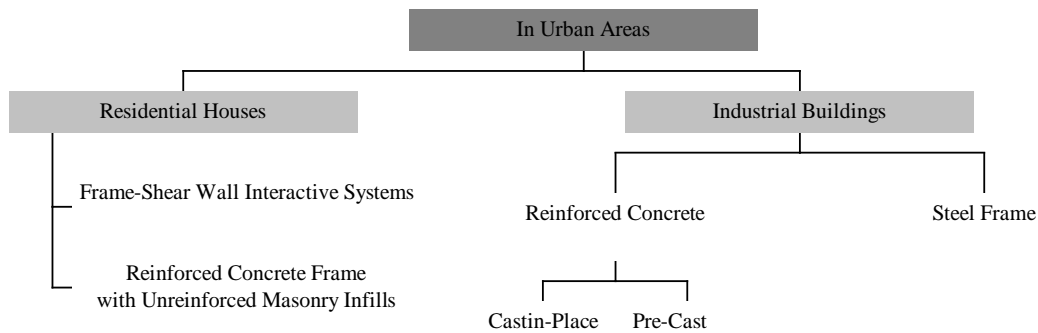 In Urban Areas
Residential Houses
Industrial Buildings
Frame-Shear Wall Interactive Systems
Reinforced Concrete
Steel Frame
Reinforced Concrete Frame
with Unreinforced Masonry Infills
Castin-Place
Pre-Cast